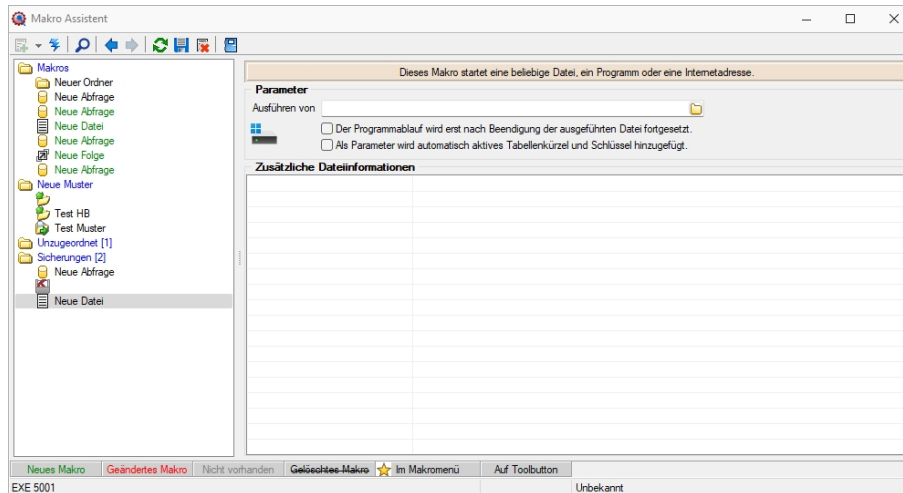 Makro Assistent
Makros
Neuer Ordner
Neue Abfrage
Neue Abfrage
Neue Datei
Neue Abfrage
Neue Folge
Neue Abfrage
Neue Muster
Test HB
Test Muster
Unzugeordnet [1]
Sicherungen [2]
Neue Abfrage
Neue Datei
Dieses Makro startet eine beliebige Datei, ein Programm oder eine Internetadresse.
Parameter
Ausführen von
Der Programmablauf wird erst nach Beendigung der ausgeführten Datei fortgesetzt.
Als Parameter wird automatisch aktives Tabellenkürzel und Schlüssel hinzugefügt.
Zusätzliche Dateiinformationen
Neues Makro Geändertes Makro Nicht vorhanden Gelöschtes Makro Im Makromenü Auf Toolbutton
EXE 5001 Unbekannt